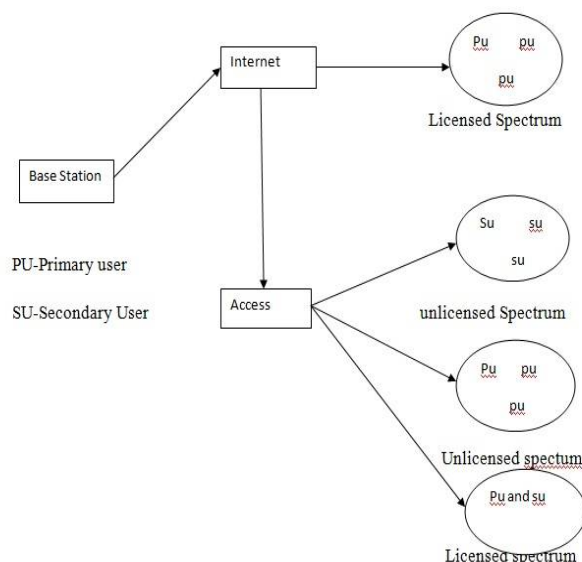 Pu pu
pu
Internet
Licensed Spectrum
Base Station
Su su
su
PU-Primary user
SU-Secondary User
Access
unlicensed Spectrum
Pu pu
pu
Unlicensed spectum
Pu and su
Licensed spectrum